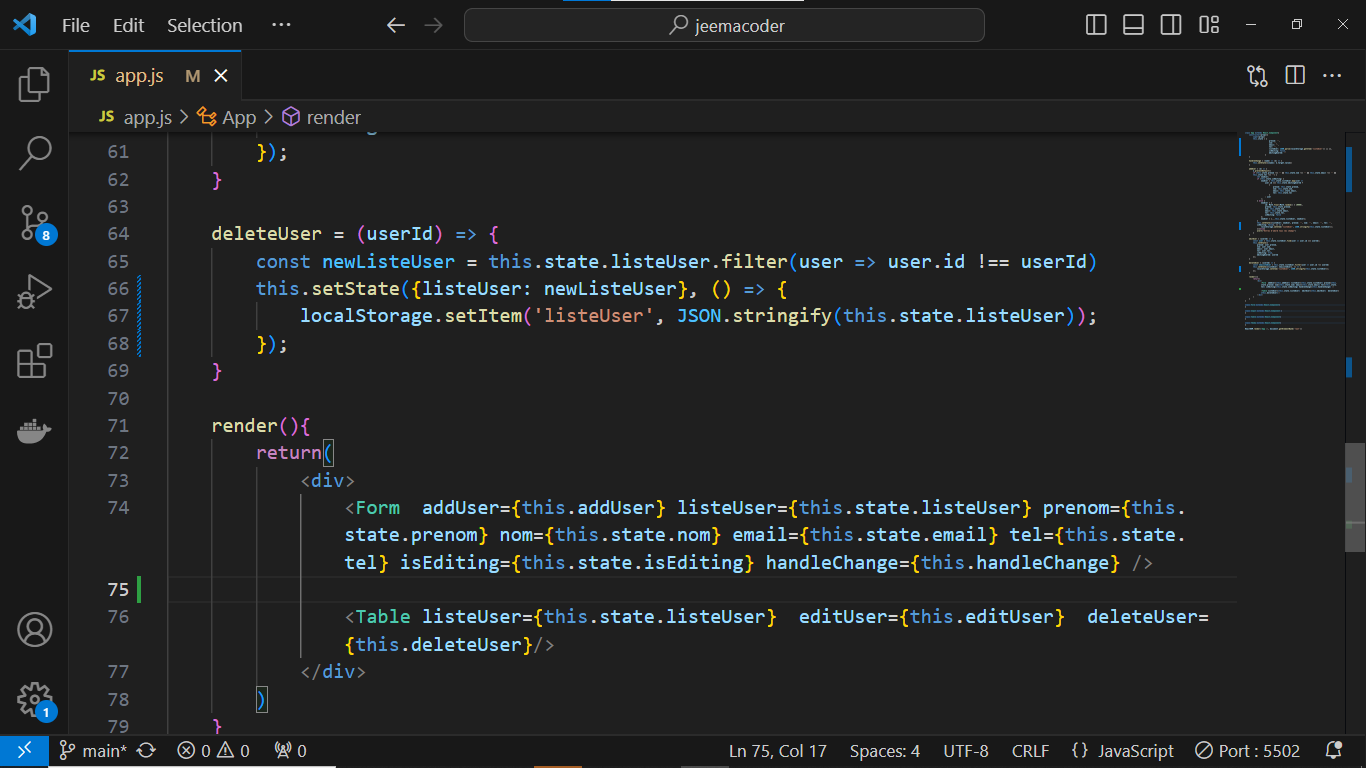 File Edit Selection ··· jeemacoder
JS app.js M
JS app.js > App > render
61 });
62 }
63
64 deleteUser = (userId) => {
65 const newListeUser = this.state.listeUser.filter(user => user.id !== userId)
66 this.setState({listeUser: newListeUser}, () => {
67 localStorage.setItem('listeUser', JSON.stringify(this.state.listeUser));
68 });
69 }
70
71 render(){
72 return(
73 <div>
74 <Form  addUser={this.addUser} listeUser={this.state.listeUser} prenom={this.
state.prenom} nom={this.state.nom} email={this.state.email} tel={this.state.
tel} isEditing={this.state.isEditing} handleChange={this.handleChange} />
75
76 <Table listeUser={this.state.listeUser}  editUser={this.editUser}  deleteUser=
{this.deleteUser}/>
77 </div>
78 )
79 }
8
1
main* 0 0 0 Ln 75, Col 17 Spaces: 4 UTF-8 CRLF {} JavaScript Port : 5502